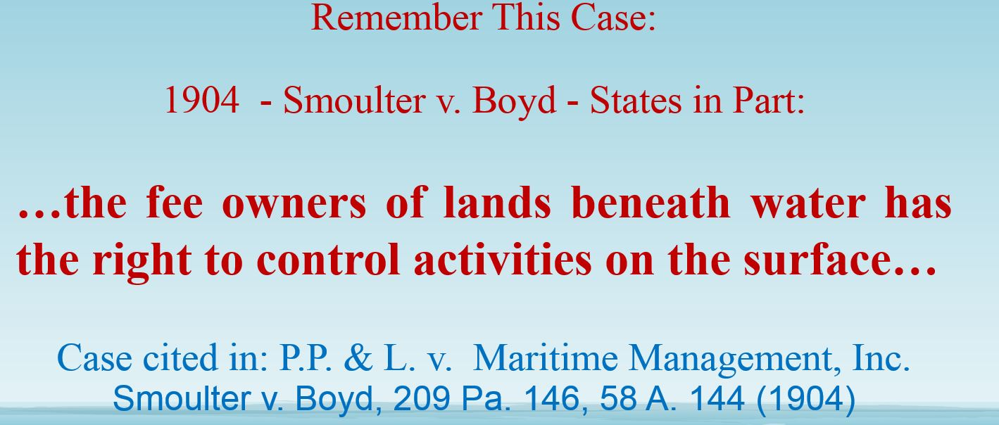 Remember This Case:
1904 - Smoulter v. Boyd - States in Part:
…the fee owners of lands beneath water has
the right to control activities on the surface…
Case cited in: P.P. & L. v. Maritime Management, Inc.
Smoulter v. Boyd, 209 Pa. 146, 58 A. 144 (1904)